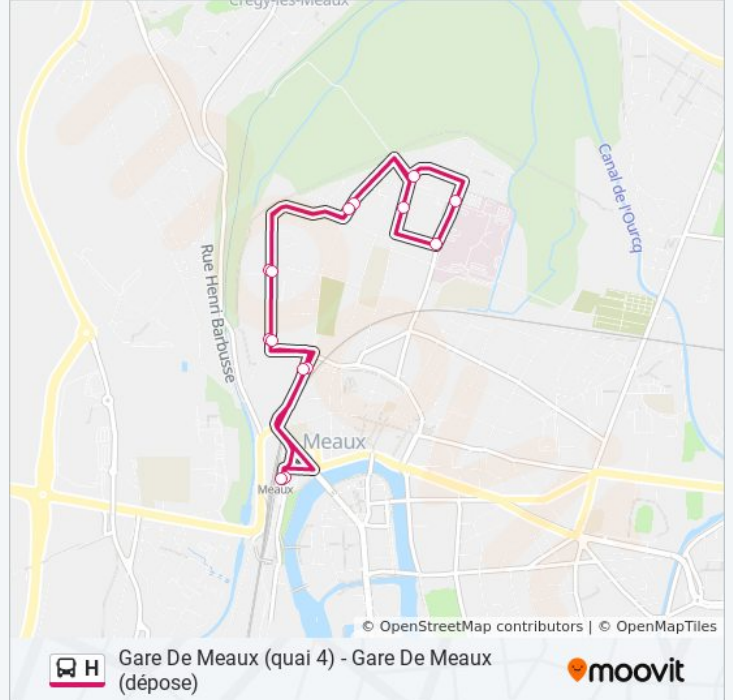 Crégy-lès-Meaux
Canal de l'Ourcq
Rue Henri Barbusse
Meaux
Meaux
© OpenStreetMap contributors | © OpenMapTiles
H
Gare De Meaux (quai 4) - Gare De Meaux
(dépose)
moovit